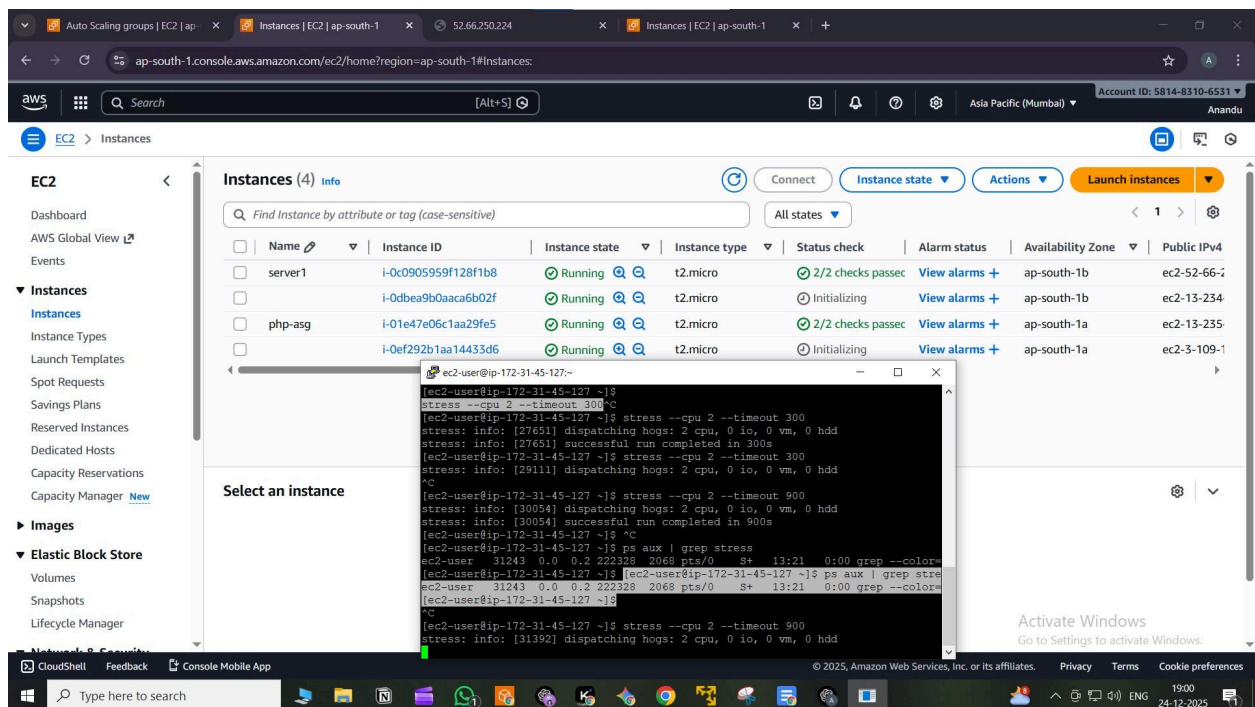 Auto Scaling groups | EC2 | ap-
Instances | EC2 | ap-south-1
52.66.250.224
Instances | EC2 | ap-south-1
ap-south-1.console.aws.amazon.com/ec2/home?region=ap-south-1#Instances:
A
aws
Search
[Alt+S]
Asia Pacific (Mumbai)
Account ID: 5814-8310-6531
Anandu
EC2 > Instances
EC2
Dashboard
AWS Global View
Events
Instances
Instances
Instance Types
Launch Templates
Spot Requests
Savings Plans
Reserved Instances
Dedicated Hosts
Capacity Reservations
Capacity Manager New
Images
Elastic Block Store
Volumes
Snapshots
Lifecycle Manager
Network & Security
Instances (4) Info
Connect
Instance state
Actions
Launch instances
Find Instance by attribute or tag (case-sensitive)
All states
1
Name Instance ID Instance state Instance type Status check Alarm status Availability Zone Public IPv4
server1 i-0c0905959f128f1b8 Running t2.micro 2/2 checks passec View alarms + ap-south-1b ec2-52-66-2
i-0dbea9b0aaca6b02f Running t2.micro Initializing View alarms + ap-south-1b ec2-13-234-
php-asg i-01e47e06c1aa29fe5 Running t2.micro 2/2 checks passec View alarms + ap-south-1a ec2-13-235-
i-0ef292b1aa14433d6 Running t2.micro Initializing View alarms + ap-south-1a ec2-3-109-1
Select an instance
ec2-user@ip-172-31-45-127:~
[ec2-user@ip-172-31-45-127 ~]$
stress --cpu 2 --timeout 300^C
[ec2-user@ip-172-31-45-127 ~]$ stress --cpu 2 --timeout 300
stress: info: [27651] dispatching hogs: 2 cpu, 0 io, 0 vm, 0 hdd
stress: info: [27651] successful run completed in 300s
[ec2-user@ip-172-31-45-127 ~]$ stress --cpu 2 --timeout 300
stress: info: [29111] dispatching hogs: 2 cpu, 0 io, 0 vm, 0 hdd
^C
[ec2-user@ip-172-31-45-127 ~]$ stress --cpu 2 --timeout 900
stress: info: [30054] dispatching hogs: 2 cpu, 0 io, 0 vm, 0 hdd
stress: info: [30054] successful run completed in 900s
[ec2-user@ip-172-31-45-127 ~]$ ^C
[ec2-user@ip-172-31-45-127 ~]$ ps aux | grep stress
ec2-user 31243 0.0 0.2 222328 2068 pts/0 S+ 13:21 0:00 grep --color=
[ec2-user@ip-172-31-45-127 ~]$ [ec2-user@ip-172-31-45-127 ~]$ ps aux | grep stre
ec2-user 31243 0.0 0.2 222328 2068 pts/0 S+ 13:21 0:00 grep --color=
[ec2-user@ip-172-31-45-127 ~]$
^C
[ec2-user@ip-172-31-45-127 ~]$ stress --cpu 2 --timeout 900
stress: info: [31392] dispatching hogs: 2 cpu, 0 io, 0 vm, 0 hdd
Activate Windows
Go to Settings to activate Windows.
CloudShell Feedback Console Mobile App
© 2025, Amazon Web Services, Inc. or its affiliates. Privacy Terms Cookie preferences
Type here to search
ENG
19:00
24-12-2025